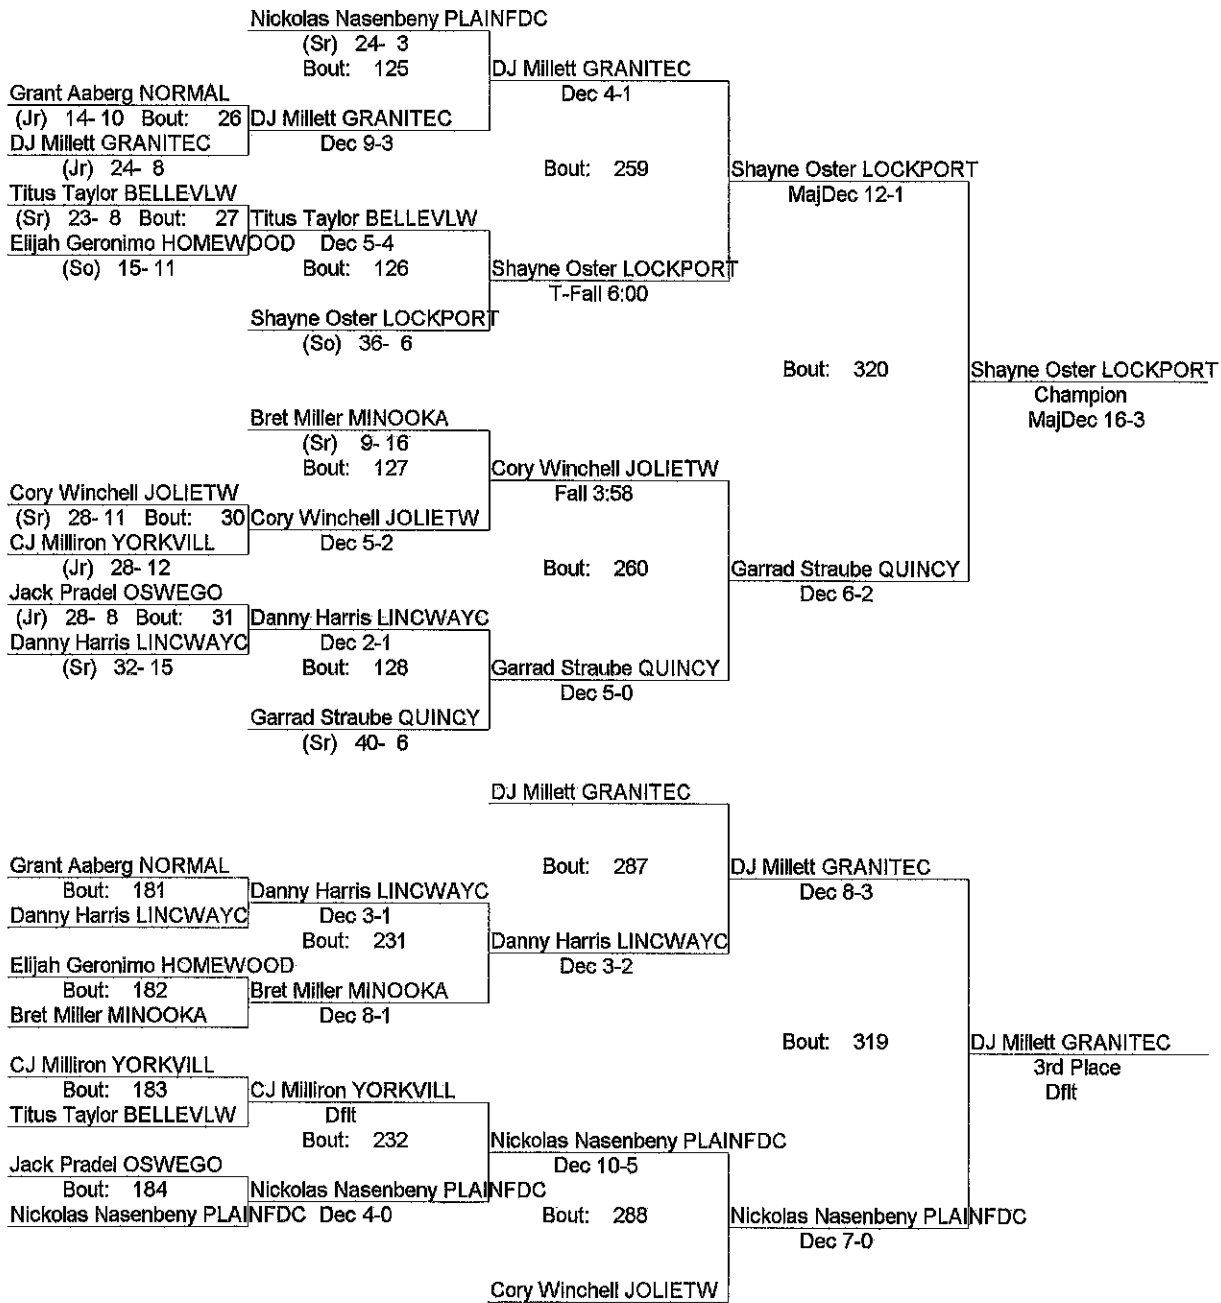 Nickolas Nasenbeny PLAINFDC
(Sr) 24- 3
Bout: 125
DJ Millett GRANITEC
Dec 4-1
Grant Aaberg NORMAL
(Jr) 14- 10 Bout: 26
DJ Millett GRANITEC
Dec 9-3
DJ Millett GRANITEC
(Jr) 24- 8
Bout: 259
Shayne Oster LOCKPORT
MajDec 12-1
Titus Taylor BELLEVLW
(Sr) 23- 8 Bout: 27
Titus Taylor BELLEVLW
Dec 5-4
Elijah Geronimo HOMEWOOD
(So) 15- 11
Bout: 126
Shayne Oster LOCKPORT
T-Fall 6:00
Shayne Oster LOCKPORT
(So) 36- 6
Bout: 320
Shayne Oster LOCKPORT
Champion
MajDec 16-3
Bret Miller MINOOKA
(Sr) 9- 16
Bout: 127
Cory Winchell JOLIETW
Fall 3:58
Cory Winchell JOLIETW
(Sr) 28- 11 Bout: 30
Cory Winchell JOLIETW
Dec 5-2
CJ Milliron YORKVILL
(Jr) 28- 12
Bout: 260
Garrad Straube QUINCY
Dec 6-2
Jack Pradel OSWEGO
(Jr) 28- 8 Bout: 31
Danny Harris LINCWAYC
Dec 2-1
Danny Harris LINCWAYC
(Sr) 32- 15
Bout: 128
Garrad Straube QUINCY
Dec 5-0
Garrad Straube QUINCY
(Sr) 40- 6
DJ Millett GRANITEC
Bout: 287
DJ Millett GRANITEC
Dec 8-3
Grant Aaberg NORMAL
Bout: 181
Danny Harris LINCWAYC
Danny Harris LINCWAYC
Dec 3-1
Bout: 231
Danny Harris LINCWAYC
Dec 3-2
Elijah Geronimo HOMEWOOD
Bout: 182
Bret Miller MINOOKA
Bret Miller MINOOKA
Dec 8-1
Bout: 319
DJ Millett GRANITEC
3rd Place
Dflt
CJ Milliron YORKVILL
Bout: 183
Titus Taylor BELLEVLW
CJ Milliron YORKVILL
Dflt
Bout: 232
Nickolas Nasenbeny PLAINFDC
Dec 10-5
Jack Pradel OSWEGO
Bout: 184
Nickolas Nasenbeny PLAINFDC
Nickolas Nasenbeny PLAINFDC
Dec 4-0
Bout: 288
Nickolas Nasenbeny PLAINFDC
Dec 7-0
Cory Winchell JOLIETW